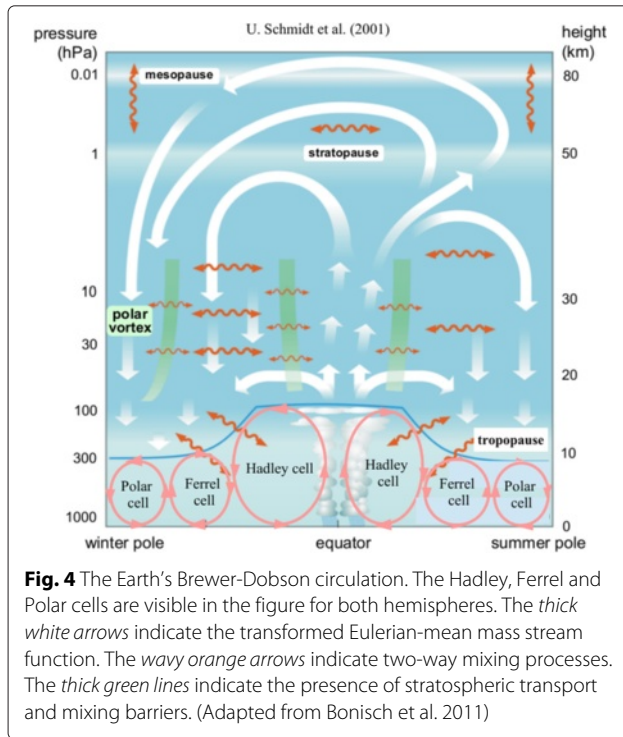 pressure
(hPa)
U. Schmidt et al. (2001)
height
(km)
0.01
mesopause
80
stratopause
1
50
10
30
polar
vortex
30
20
100
tropopause
300
10
Hadley cell
Hadley
cell
Polar
cell
Ferrel
cell
Ferrel
cell
Polar
cell
1000
0
winter pole
equator
summer pole
Fig. 4 The Earth's Brewer-Dobson circulation. The Hadley, Ferrel and
Polar cells are visible in the figure for both hemispheres. The thick
white arrows indicate the transformed Eulerian-mean mass stream
function. The wavy orange arrows indicate two-way mixing processes.
The thick green lines indicate the presence of stratospheric transport
and mixing barriers. (Adapted from Bonisch et al. 2011)